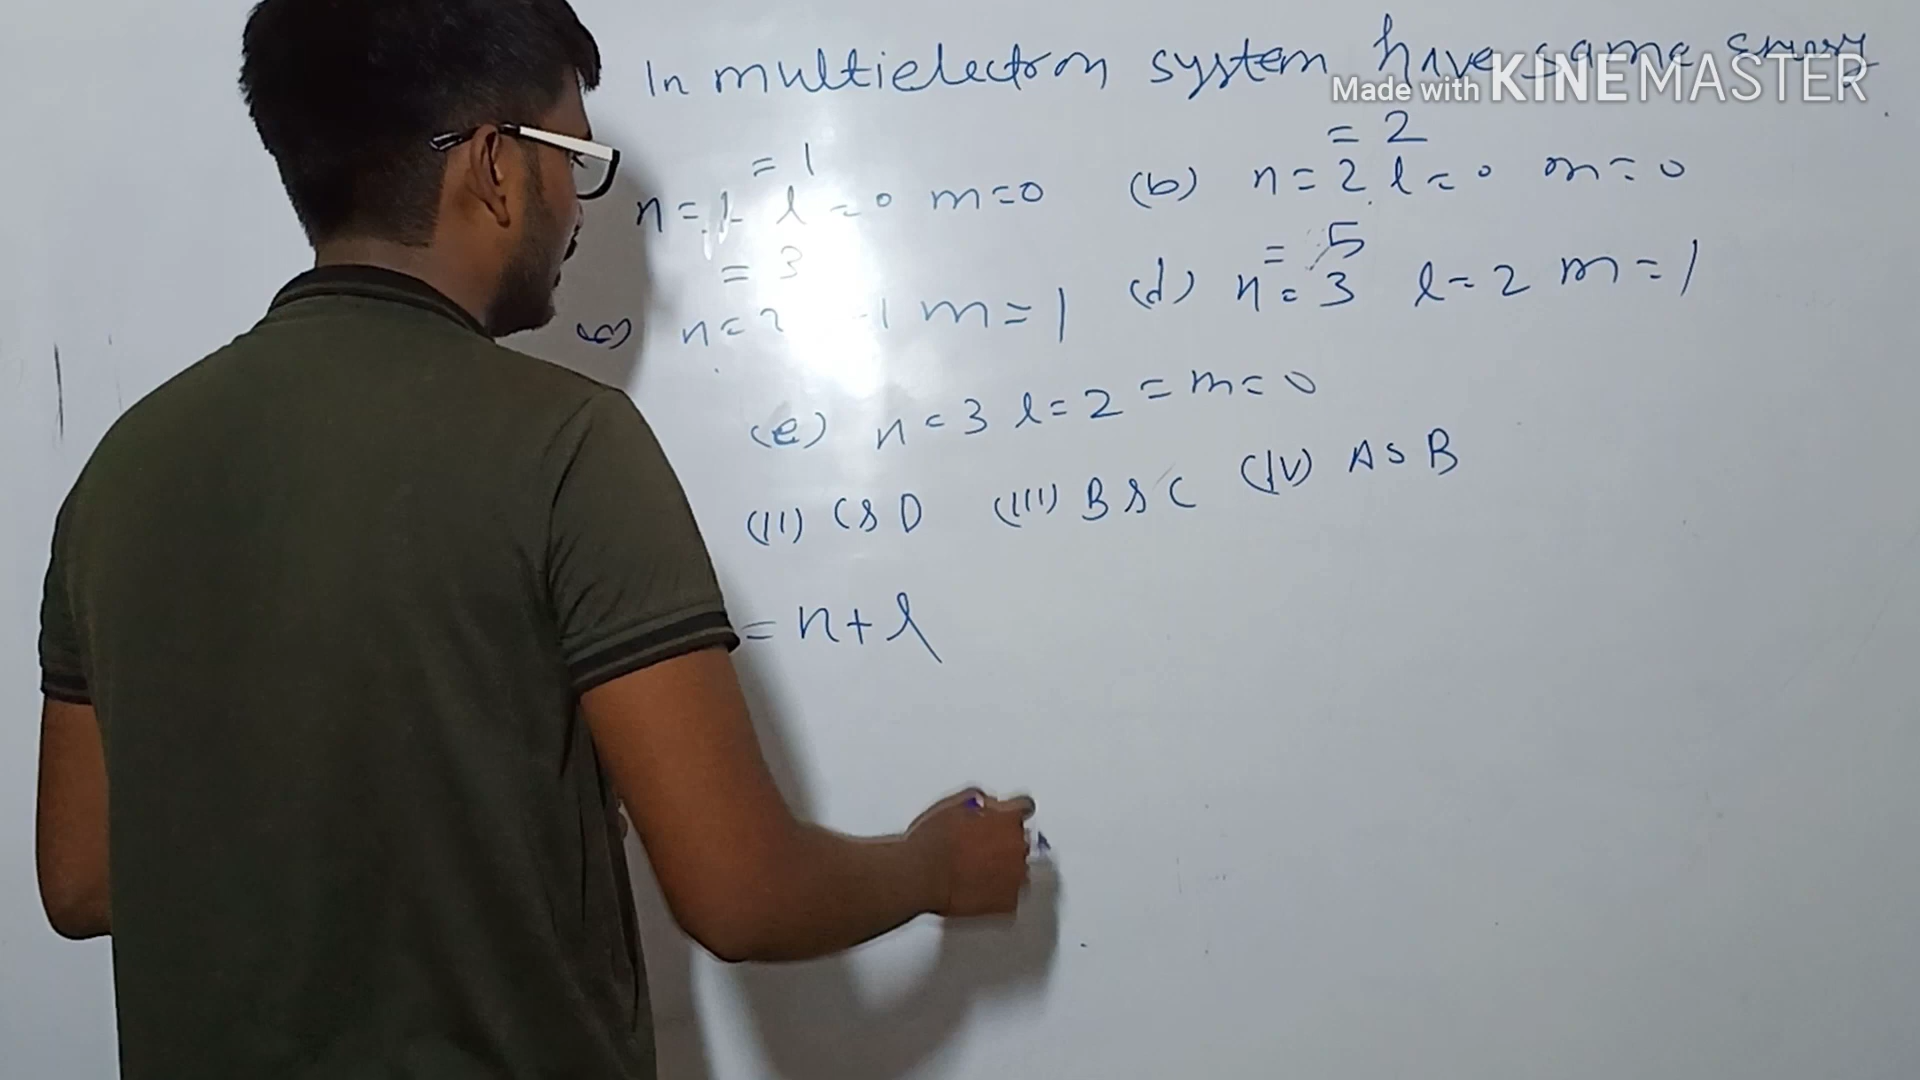 In multielectron system have same energy
Made with KINEMASTER
= 1
= 2
n = 1 l = 0 m=0 (b) n = 2 l = 0 m = 0
= 3
= 5
n = 2 1 m = 1 (d) n = 3 l = 2 m = 1
(e) n = 3 l = 2 = m = 0
(II) C & D (III) B & C (IV) A & B
= n + l